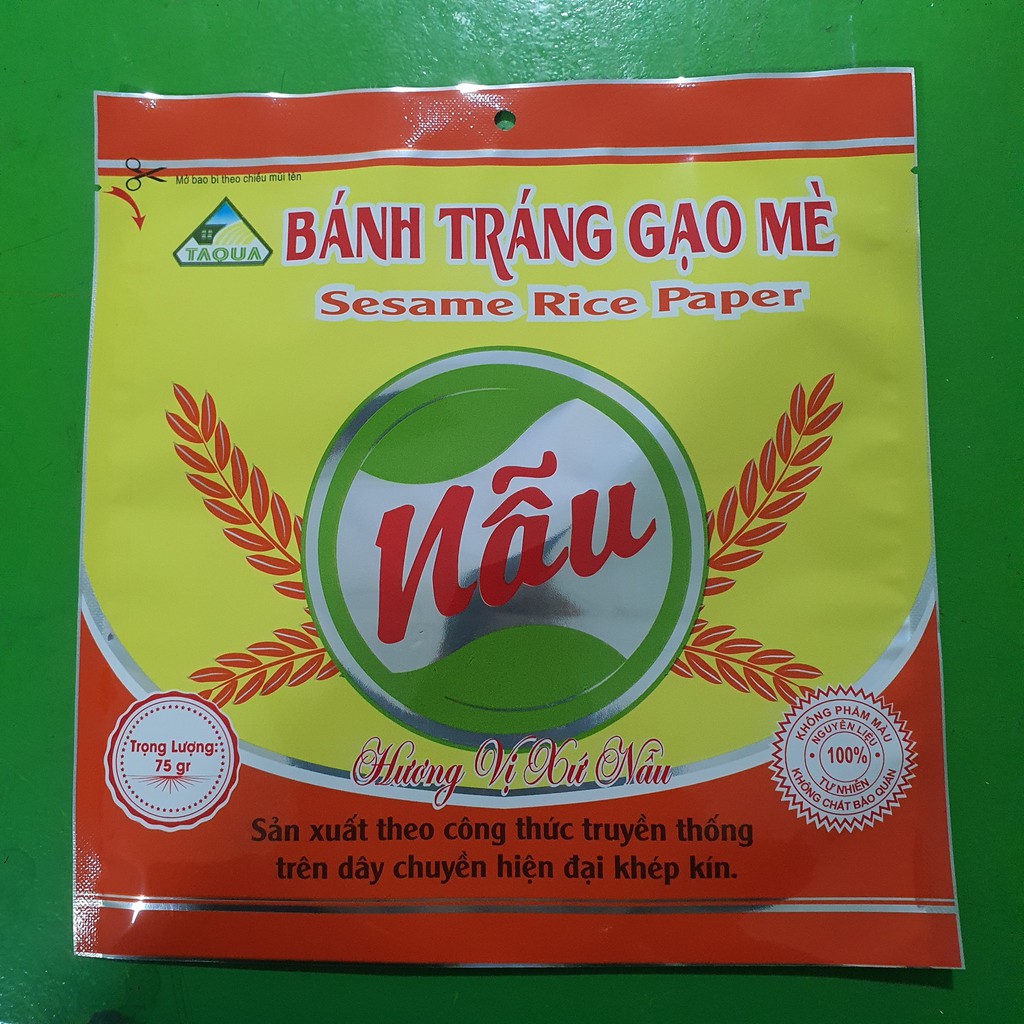 Mở bao bì theo chiều mũi tên
TAQUA
BÁNH TRÁNG GẠO MÈ
Sesame Rice Paper
Nẫu
Trọng Lượng:
75 gr
KHÔNG PHẨM MÀU
NGUYÊN LIỆU
100%
TỰ NHIÊN
KHÔNG CHẤT BẢO QUẢN
Hương Vị Xứ Nẫu
Sản xuất theo công thức truyền thống
trên dây chuyền hiện đại khép kín.